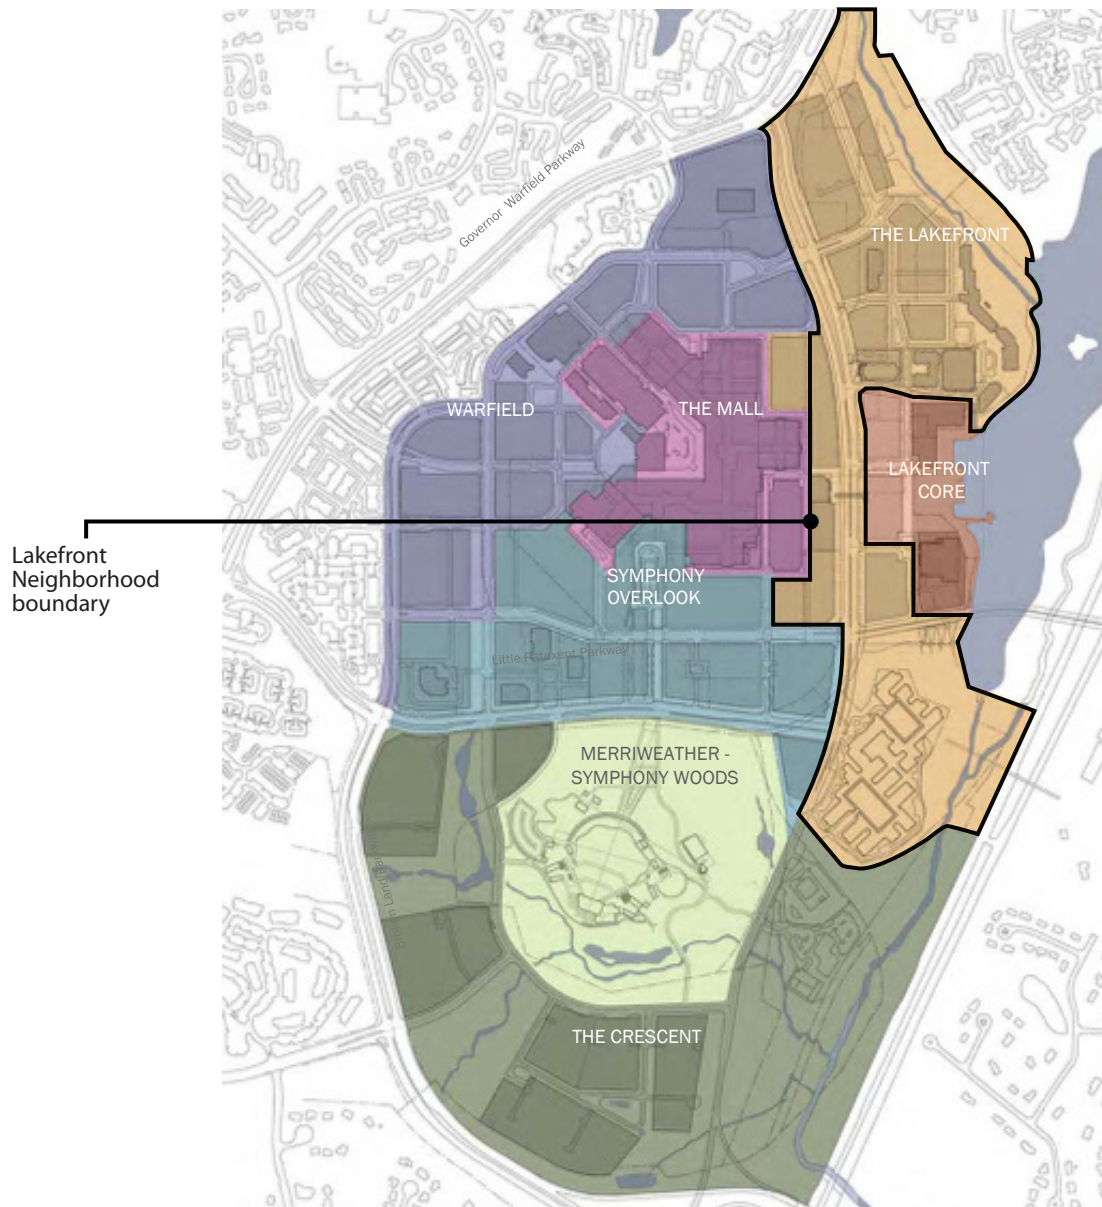 Governor Warfield Parkway
THE LAKEFRONT
WARFIELD
THE MALL
LAKEFRONT
CORE
Lakefront
Neighborhood
boundary
SYMPHONY
OVERLOOK
Little Patuxent Parkway
MERRIWEATHER -
SYMPHONY WOODS
THE CRESCENT